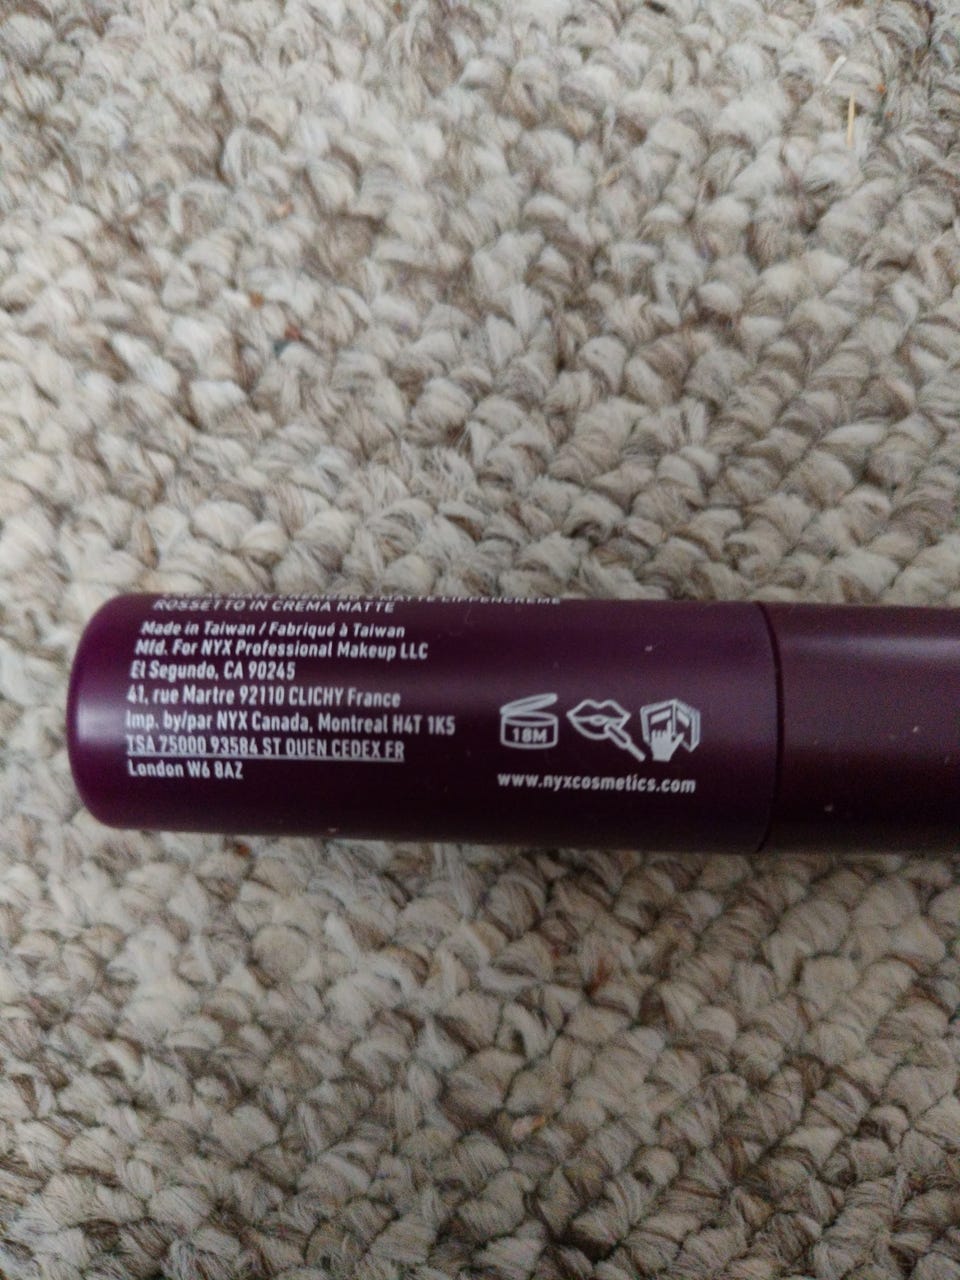 MATTE LIPPENCREME
ROSSETTO IN CREMA MATTE
Made in Taiwan / Fabriqué à Taiwan
Mfd. For NYX Professional Makeup LLC
El Segundo, CA 90245
41, rue Martre 92110 CLICHY France
Imp. by/par NYX Canada, Montreal H4T 1K5
TSA 75000 93584 ST OUEN CEDEX FR
London W6 8AZ
18M
www.nyxcosmetics.com